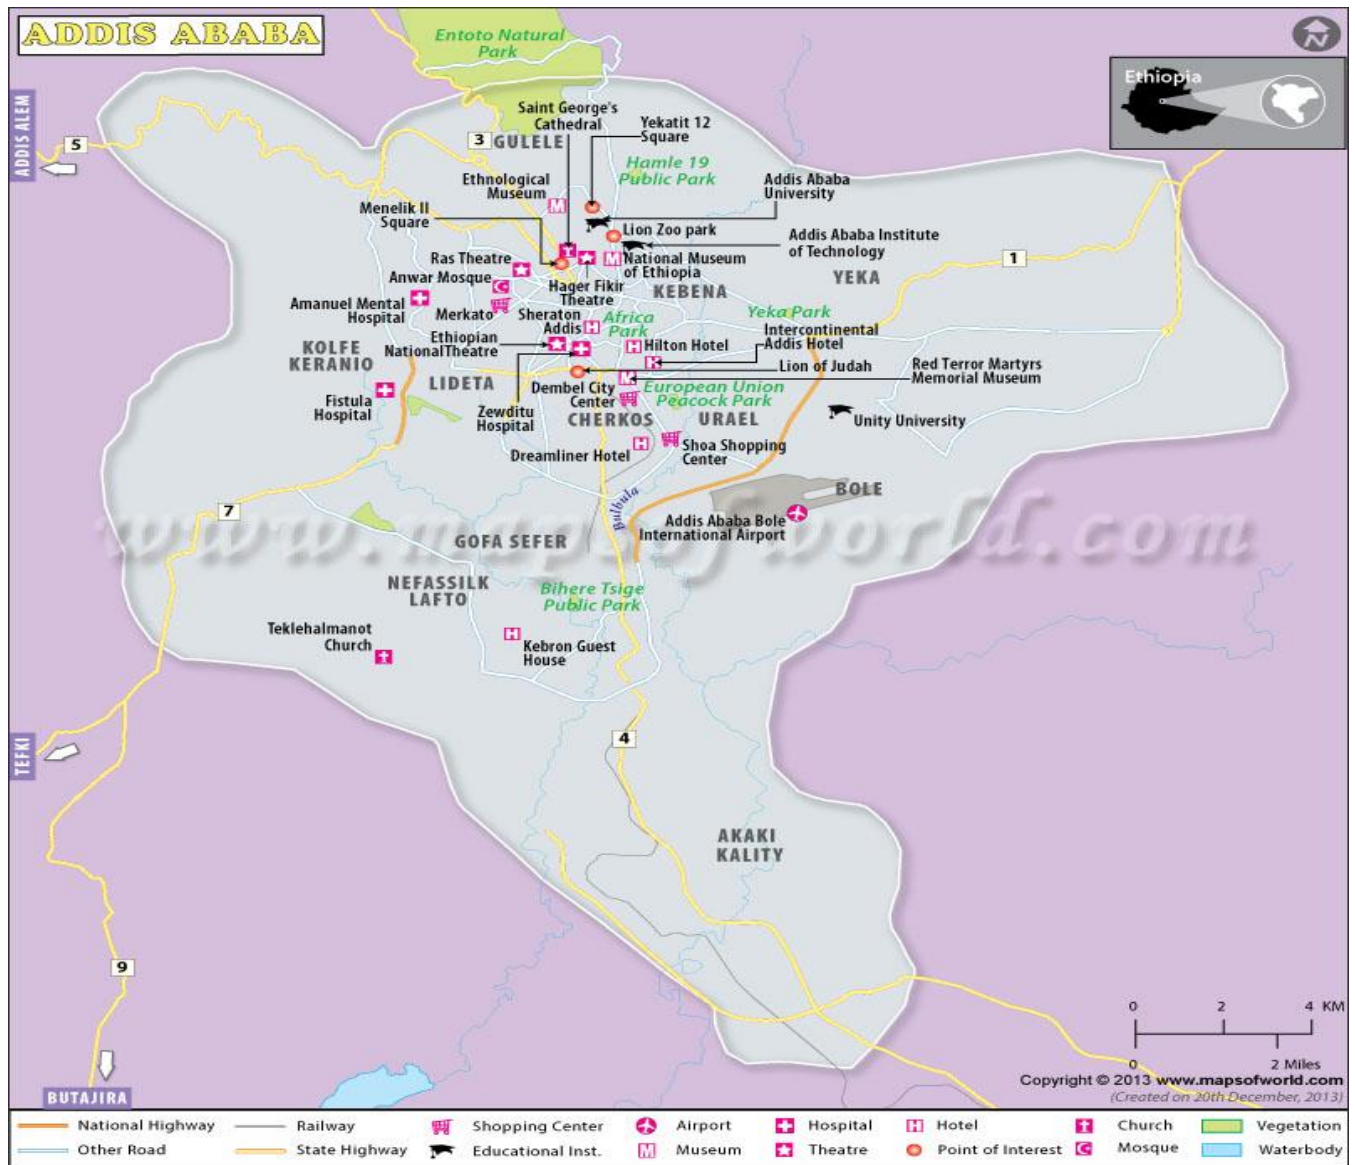 ADDIS ABABA
Entoto Natural
Park
N
Ethiopia
ADDIS ALEM
5
3
GULELE
Saint George's
Cathedral
Yekatit 12
Square
Hamle 19
Public Park
Ethnological
Museum
M
Addis Ababa
University
Menelik II
Square
Lion Zoo park
Addis Ababa Institute
of Technology
Ras Theatre
M
National Museum
of Ethiopia
1
Anwar Mosque
YEKA
Hager Fikir
Theatre
KEBENA
Amanuel Mental
Hospital
Merkato
Sheraton
Addis
H
Africa
Park
Yeka Park
Ethiopian
NationalTheatre
H
Hilton Hotel
Intercontinental
Addis Hotel
H
KOLFE
KERANIO
Lion of Judah
Red Terror Martyrs
Memorial Museum
LIDETA
M
Dembel City
Center
European Union
Peacock Park
Fistula
Hospital
Zewditu
Hospital
CHERKOS
URAEL
Unity University
Dreamliner Hotel
H
Shoa Shopping
Center
BOLE
7
Bulbula
Addis Ababa Bole
International Airport
www.mapsofworld.com
GOFA SEFER
NEFASSILK
LAFTO
Bihere Tsige
Public Park
Teklehalmanot
Church
H
Kebron Guest
House
TEFKI
4
AKAKI
KALITY
9
0 2 4 KM
0 2 Miles
Copyright © 2013 www.mapsofworld.com
(Created on 20th December, 2013)
BUTAJIRA
National Highway Railway Shopping Center Airport Hospital H Hotel Church Vegetation
Other Road State Highway Educational Inst. M Museum Theatre Point of Interest Mosque Waterbody